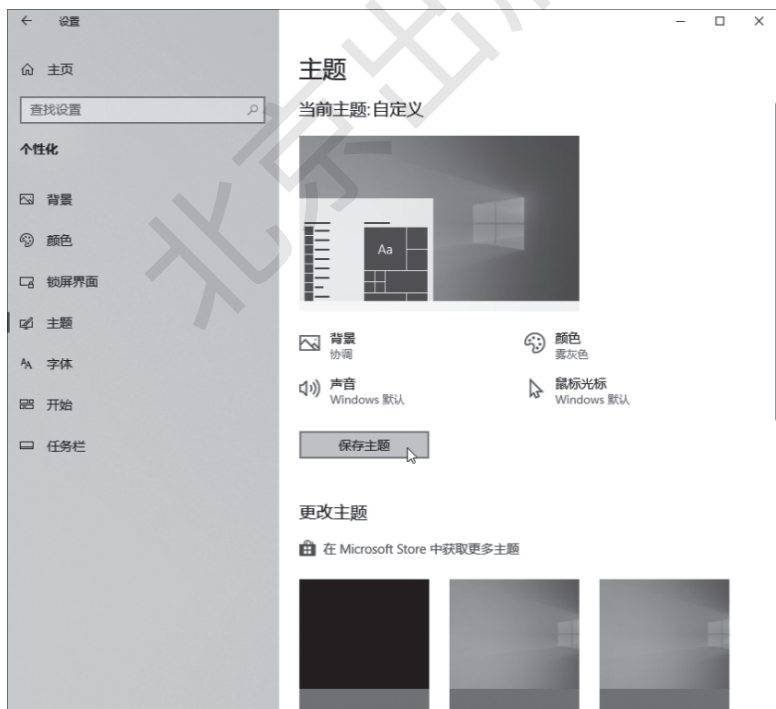 设置
主页
查找设置
个性化
背景
颜色
锁屏界面
主题
字体
开始
任务栏
主题
当前主题:自定义
Aa
背景
协调
颜色
雾灰色
声音
Windows 默认
鼠标光标
Windows 默认
保存主题
更改主题
在 Microsoft Store 中获取更多主题
北京出